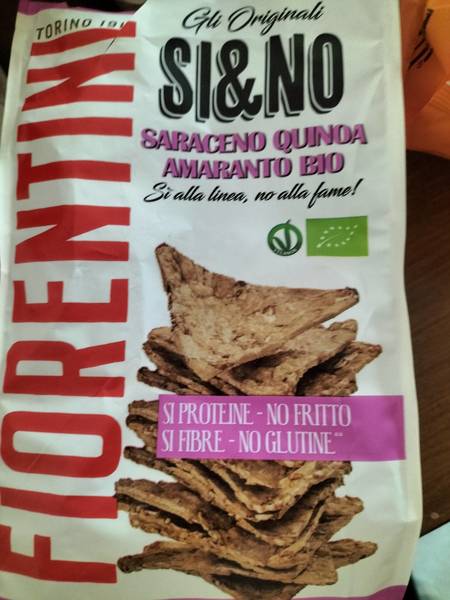 TORINO
FIORENTINI
Gli Originali
SI&NO
SARACENO QUINOA
AMARANTO BIO
Sì alla linea, no alla fame!
SI PROTEINE - NO FRITTO
SI FIBRE - NO GLUTINE**